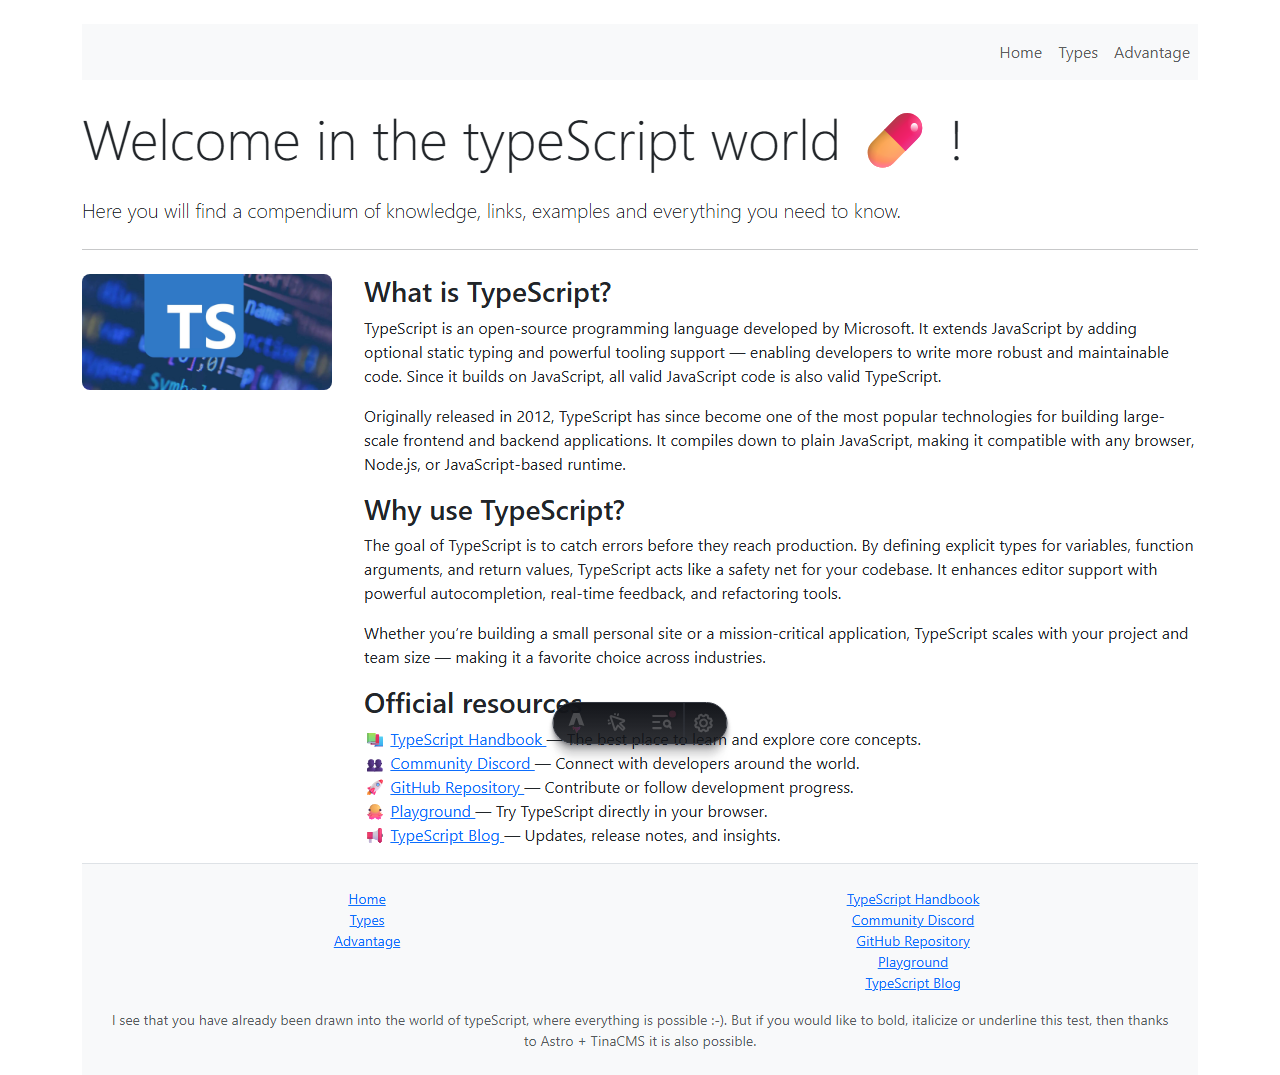 Home Types Advantage
Welcome in the typeScript world 💊 !
Here you will find a compendium of knowledge, links, examples and everything you need to know.
TS
What is TypeScript?
TypeScript is an open-source programming language developed by Microsoft. It extends JavaScript by adding
optional static typing and powerful tooling support — enabling developers to write more robust and maintainable
code. Since it builds on JavaScript, all valid JavaScript code is also valid TypeScript.
Originally released in 2012, TypeScript has since become one of the most popular technologies for building large-
scale frontend and backend applications. It compiles down to plain JavaScript, making it compatible with any browser,
Node.js, or JavaScript-based runtime.
Why use TypeScript?
The goal of TypeScript is to catch errors before they reach production. By defining explicit types for variables, function
arguments, and return values, TypeScript acts like a safety net for your codebase. It enhances editor support with
powerful autocompletion, real-time feedback, and refactoring tools.
Whether you’re building a small personal site or a mission-critical application, TypeScript scales with your project and
team size — making it a favorite choice across industries.
Official resources
TypeScript Handbook — The best place to learn and explore core concepts.
Community Discord — Connect with developers around the world.
GitHub Repository — Contribute or follow development progress.
Playground — Try TypeScript directly in your browser.
TypeScript Blog — Updates, release notes, and insights.
Home
Types
Advantage
TypeScript Handbook
Community Discord
GitHub Repository
Playground
TypeScript Blog
I see that you have already been drawn into the world of typeScript, where everything is possible :-). But if you would like to bold, italicize or underline this test, then thanks
to Astro + TinaCMS it is also possible.